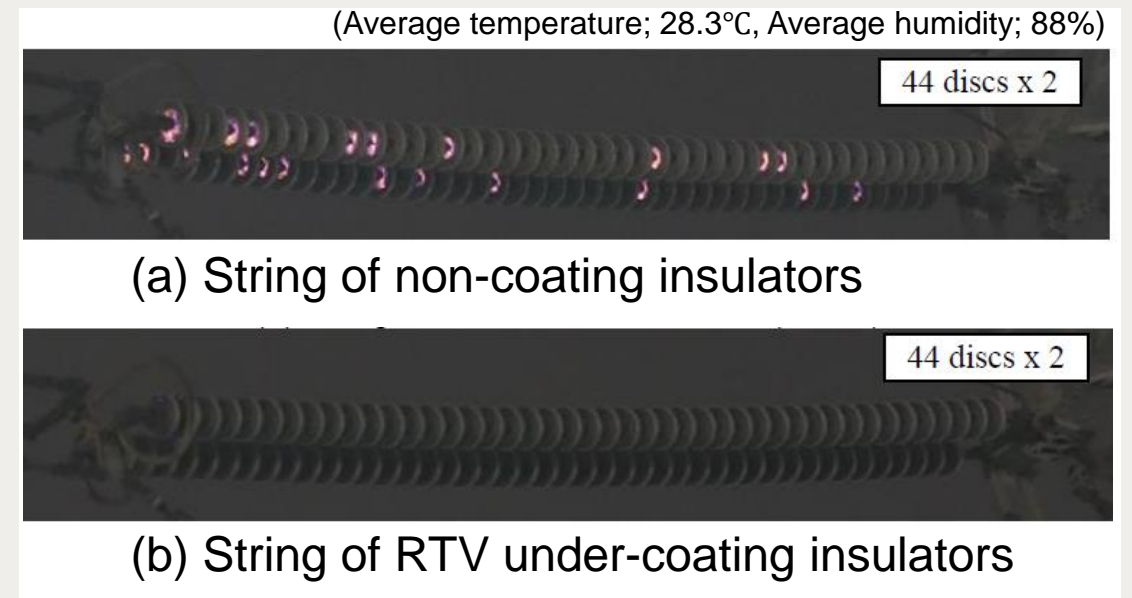 (Average temperature; 28.3℃, Average humidity; 88%)
44 discs x 2
(a) String of non-coating insulators
44 discs x 2
(b) String of RTV under-coating insulators